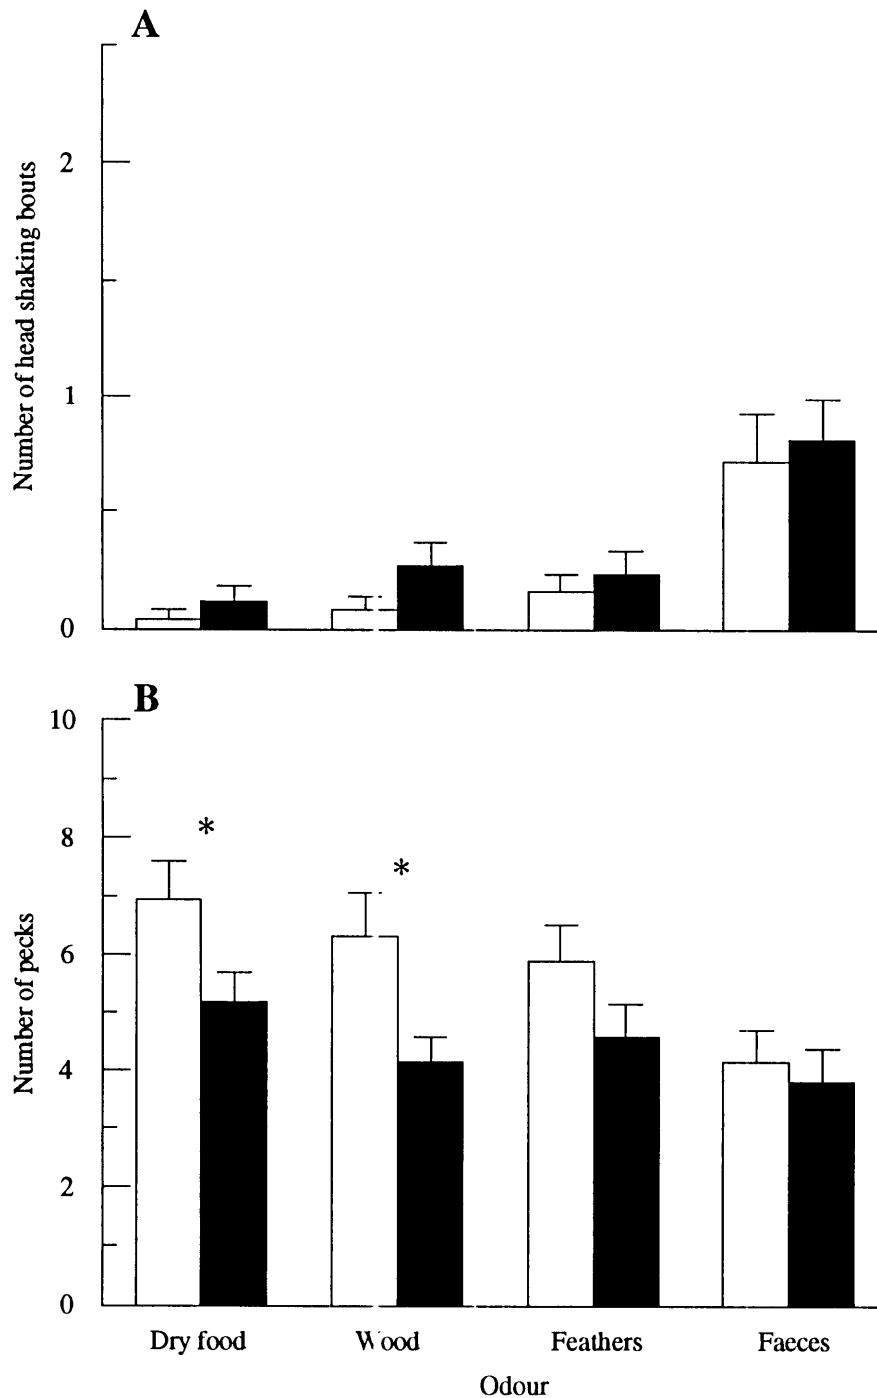 A
Number of head shaking bouts
2
1
0
B
Number of pecks
10
8
6
4
2
0
*
*
Dry food Wood Feathers Faeces
Odour